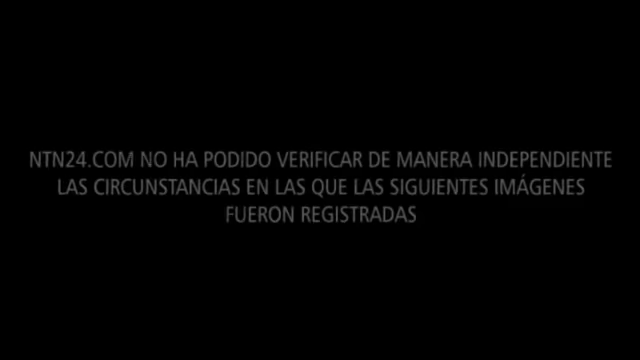 NTN24.COM NO HA PODIDO VERIFICAR DE MANERA INDEPENDIENTE
LAS CIRCUNSTANCIAS EN LAS QUE LAS SIGUIENTES IMÁGENES
FUERON REGISTRADAS